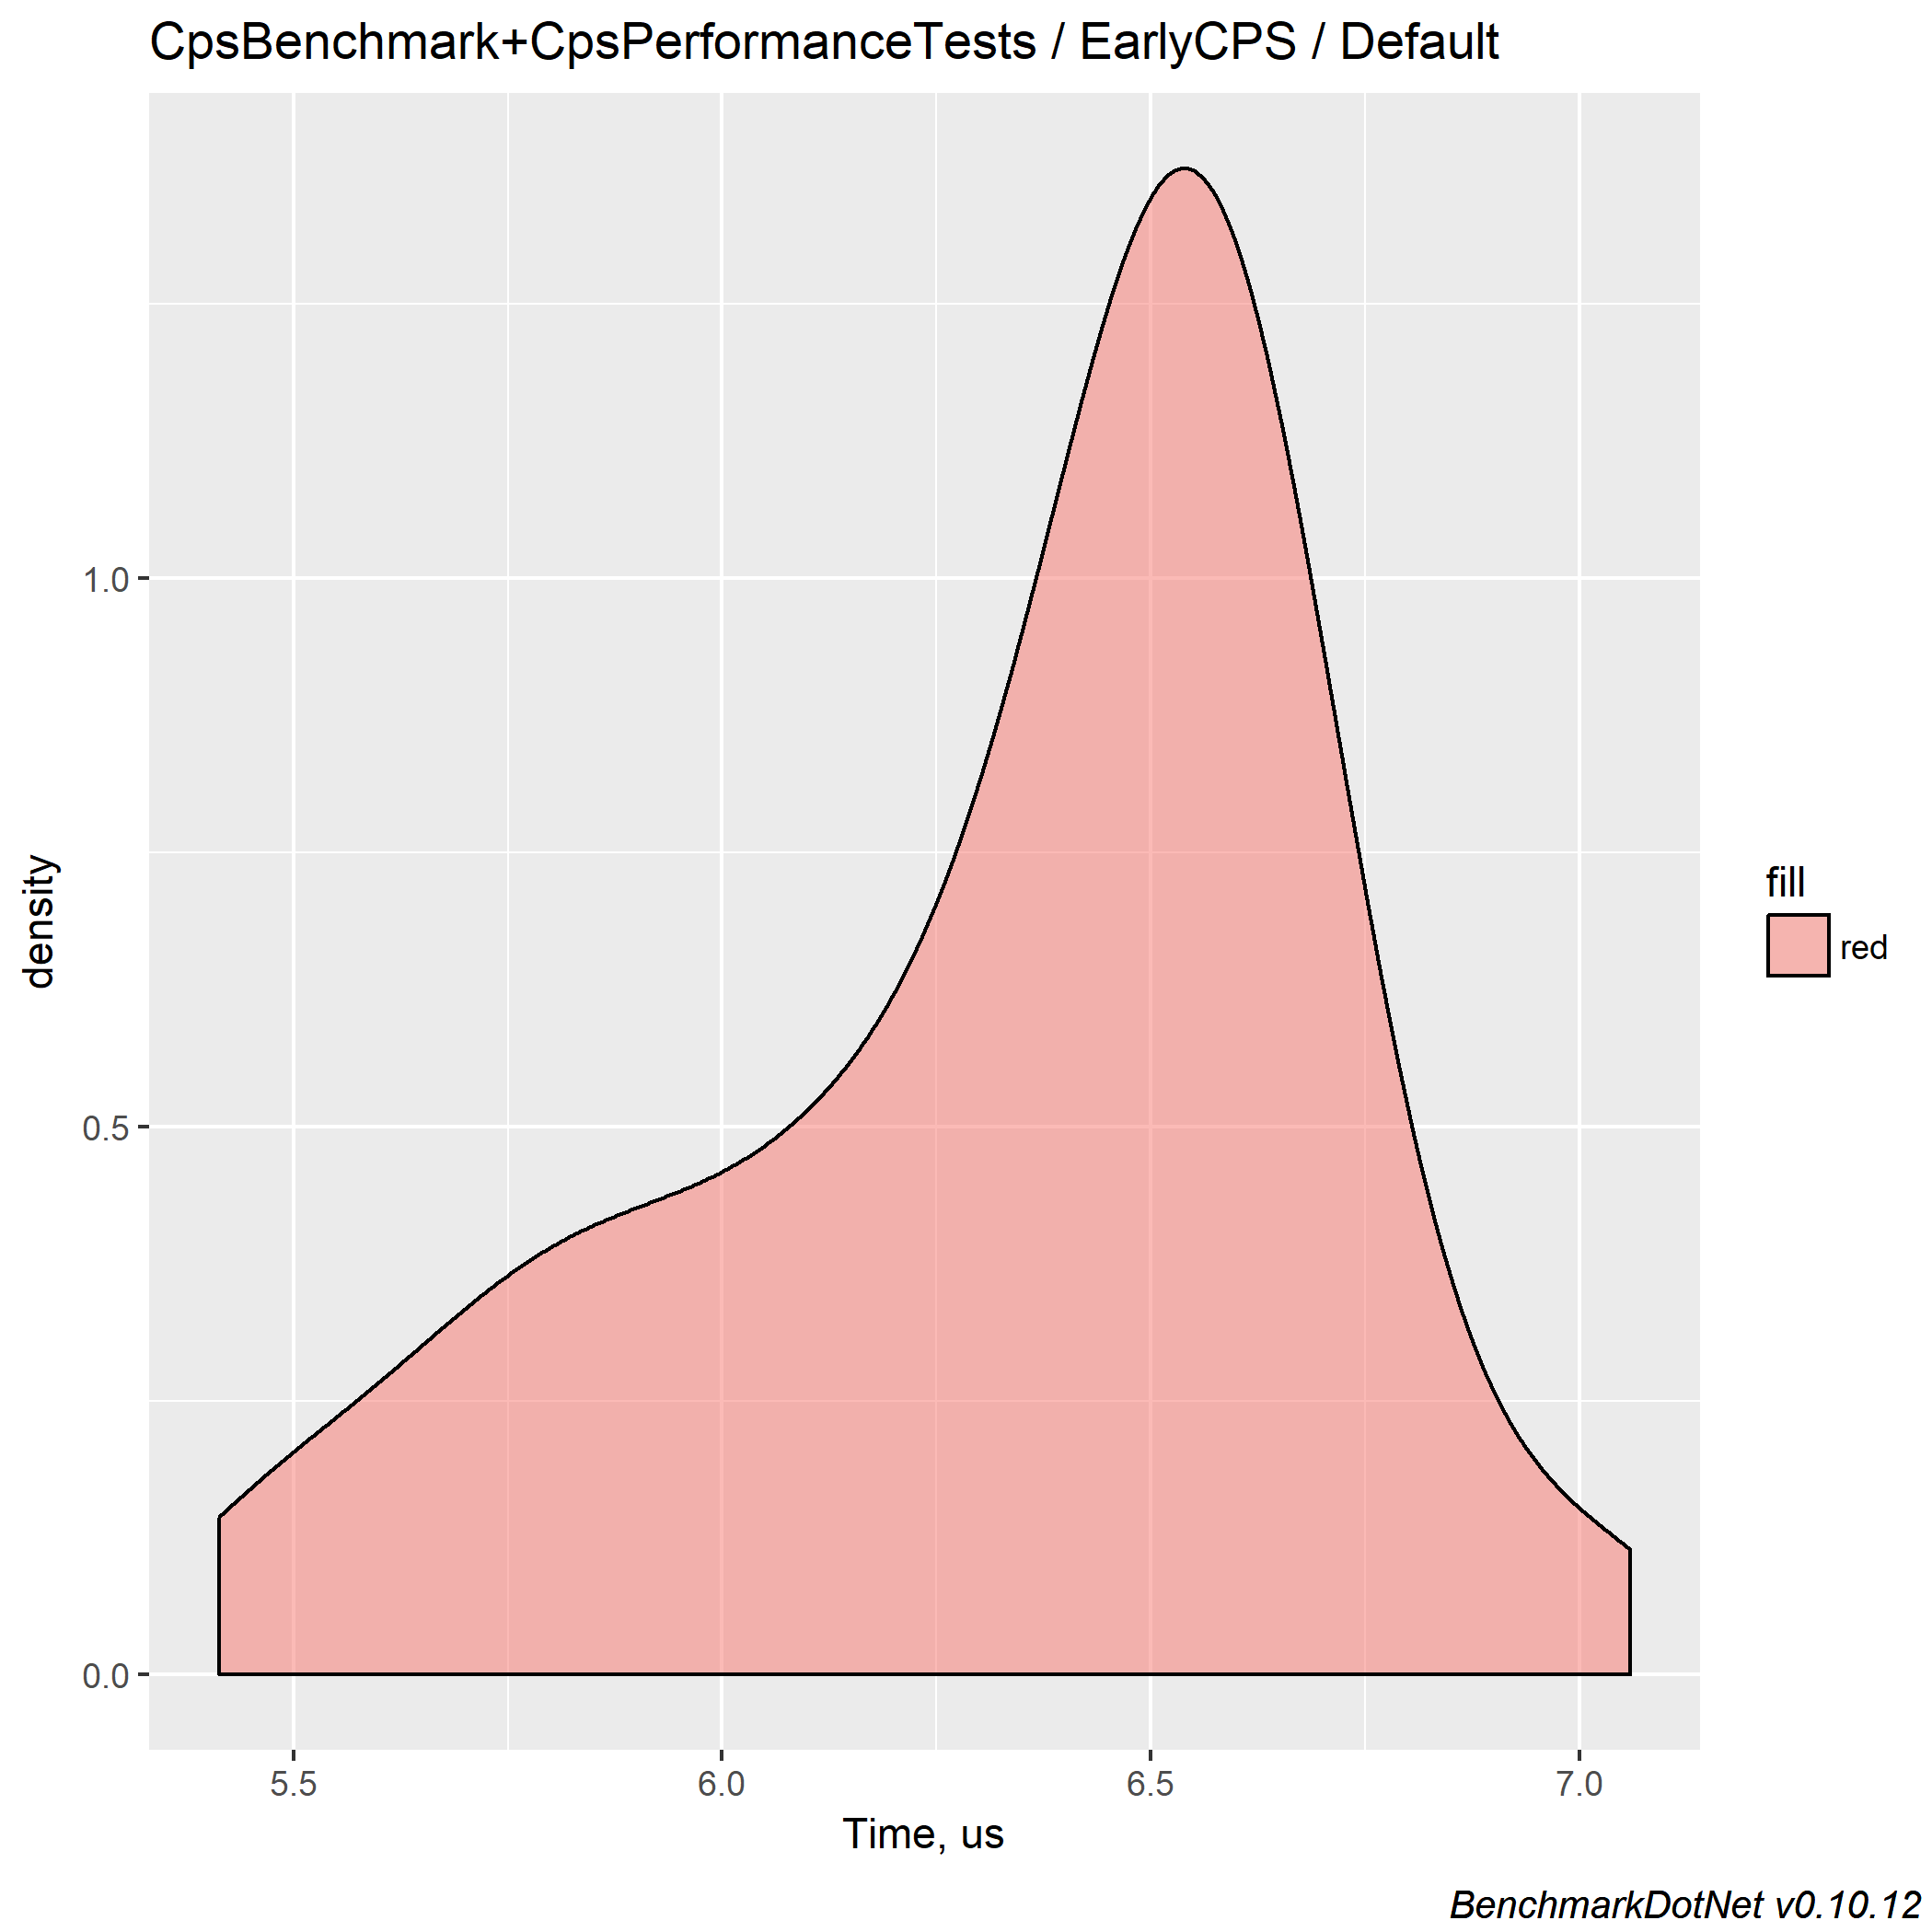 CpsBenchmark+CpsPerformanceTests / EarlyCPS / Default
density
1.0
0.5
0.0
5.5 6.0 6.5 7.0
Time, us
fill
red
BenchmarkDotNet v0.10.12